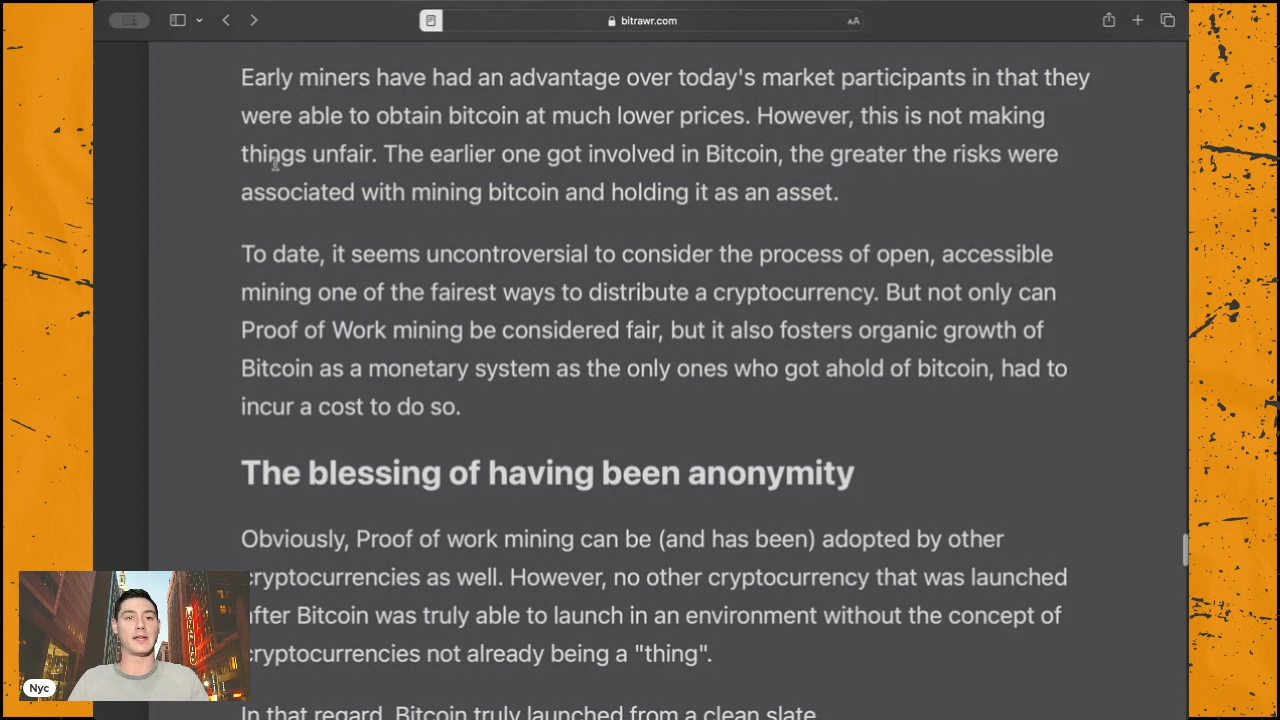 bitrawr.com
AA
Early miners have had an advantage over today's market participants in that they
were able to obtain bitcoin at much lower prices. However, this is not making
things unfair. The earlier one got involved in Bitcoin, the greater the risks were
associated with mining bitcoin and holding it as an asset.
To date, it seems uncontroversial to consider the process of open, accessible
mining one of the fairest ways to distribute a cryptocurrency. But not only can
Proof of Work mining be considered fair, but it also fosters organic growth of
Bitcoin as a monetary system as the only ones who got ahold of bitcoin, had to
incur a cost to do so.
The blessing of having been anonymity
Obviously, Proof of work mining can be (and has been) adopted by other
cryptocurrencies as well. However, no other cryptocurrency that was launched
after Bitcoin was truly able to launch in an environment without the concept of
cryptocurrencies not already being a "thing".
In that regard, Bitcoin truly launched from a clean slate
Nyc